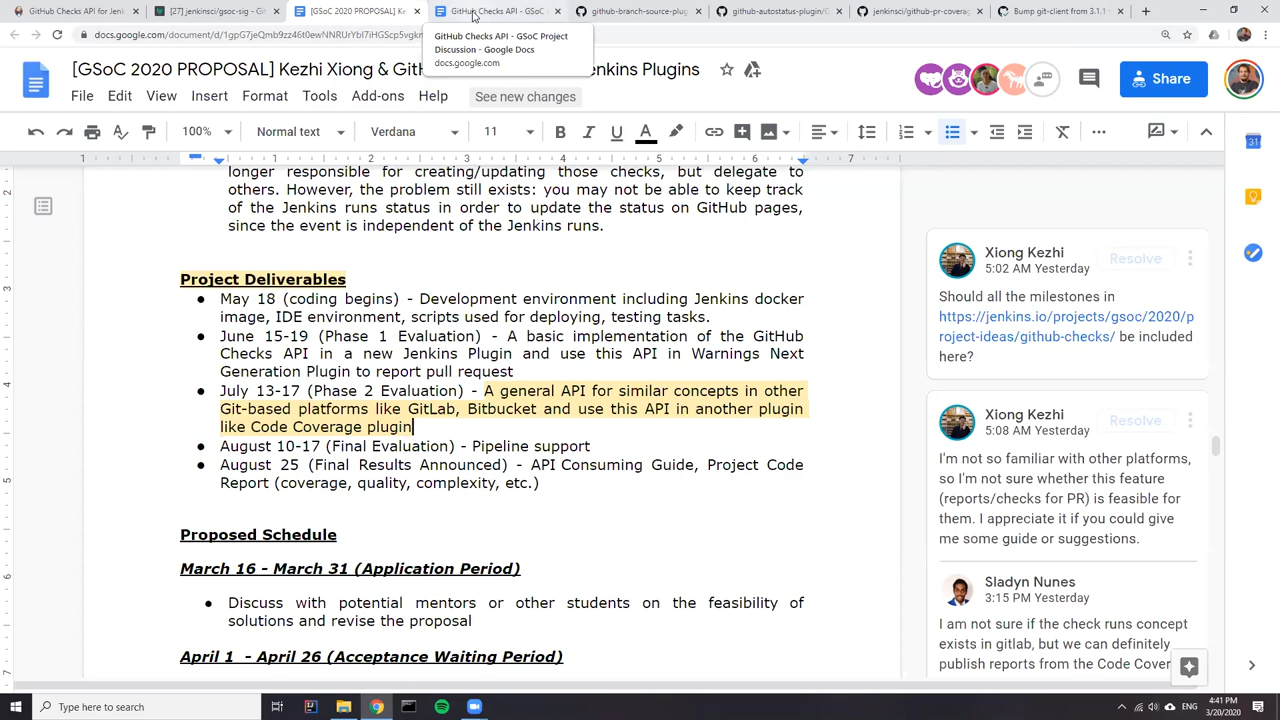 GitHub Checks API for Jenki
[27] jenkinsci/gsoc-sig - Git
[GSoC 2020 PROPOSAL] Ke
GitHub Checks API - GSoC
github-branch-source-plug
github-autostatus-plugin/
jenkinsci/github-pr-covera
Bump git-client from 3.1.1
GitHub Checks API - GSoC Project
Discussion - Google Docs
docs.google.com
[GSoC 2020 PROPOSAL] Kezhi Xiong & Gi
enkins Plugins
File Edit View Insert Format Tools Add-ons Help See new changes
Share
100% Normal text Verdana 11
B I U A
1 1 2 3 4 5 6 7
31
longer responsible for creating/updating those checks, but delegate to
others. However, the problem still exists: you may not be able to keep track
of the Jenkins runs status in order to update the status on GitHub pages,
since the event is independent of the Jenkins runs.
Project Deliverables
● May 18 (coding begins) - Development environment including Jenkins docker
image, IDE environment, scripts used for deploying, testing tasks.
● June 15-19 (Phase 1 Evaluation) - A basic implementation of the GitHub
Checks API in a new Jenkins Plugin and use this API in Warnings Next
Generation Plugin to report pull request
● July 13-17 (Phase 2 Evaluation) - A general API for similar concepts in other
Git-based platforms like GitLab, Bitbucket and use this API in another plugin
like Code Coverage plugin
● August 10-17 (Final Evaluation) - Pipeline support
● August 25 (Final Results Announced) - API Consuming Guide, Project Code
Report (coverage, quality, complexity, etc.)
Proposed Schedule
March 16 - March 31 (Application Period)
● Discuss with potential mentors or other students on the feasibility of
solutions and revise the proposal
April 1 - April 26 (Acceptance Waiting Period)
Xiong Kezhi
Resolve
5:02 AM Yesterday
Should all the milestones in
https://jenkins.io/projects/gsoc/2020/p
roject-ideas/github-checks/ be included
here?
Xiong Kezhi
Resolve
5:08 AM Yesterday
I'm not so familiar with other platforms,
so I'm not sure whether this feature
(reports/checks for PR) is feasible for
them. I appreciate it if you could give
me some guide or suggestions.
Sladyn Nunes
3:15 PM Yesterday
I am not sure if the check runs concept
exists in gitlab, but we can definitely
publish reports from the Code Cover
Type here to search
ENG
4:41 PM
3/20/2020